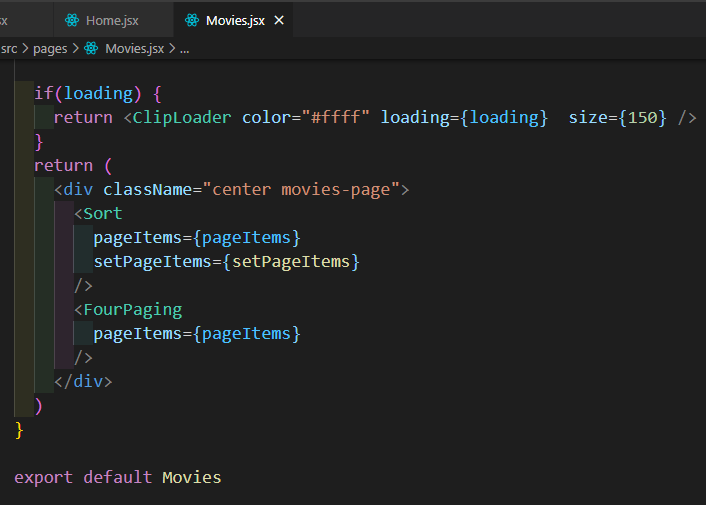 sx
Home.jsx
Movies.jsx ×
src > pages > Movies.jsx > ...
if(loading) {
return <ClipLoader color="#ffff" loading={loading}  size={150} />
}
return (
<div className="center movies-page">
<Sort
pageItems={pageItems}
setPageItems={setPageItems}
/>
<FourPaging
pageItems={pageItems}
/>
</div>
)
}
export default Movies